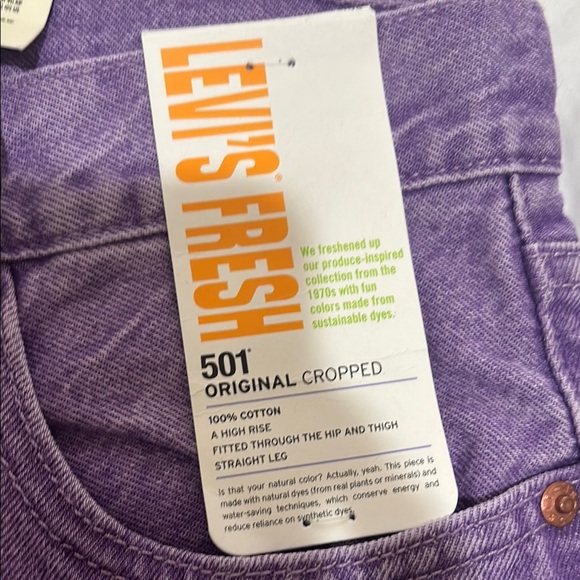 LEVI'S FRESH®
We freshened up
our produce-inspired
collection from the
1970s with fun
colors made from
sustainable dyes.
501®
ORIGINAL CROPPED
100% COTTON
A HIGH RISE
FITTED THROUGH THE HIP AND THIGH
STRAIGHT LEG
Is that your natural color? Actually, yeah. This piece is
made with natural dyes (from real plants or minerals) and
water-saving techniques, which conserve energy and
reduce reliance on synthetic dyes.